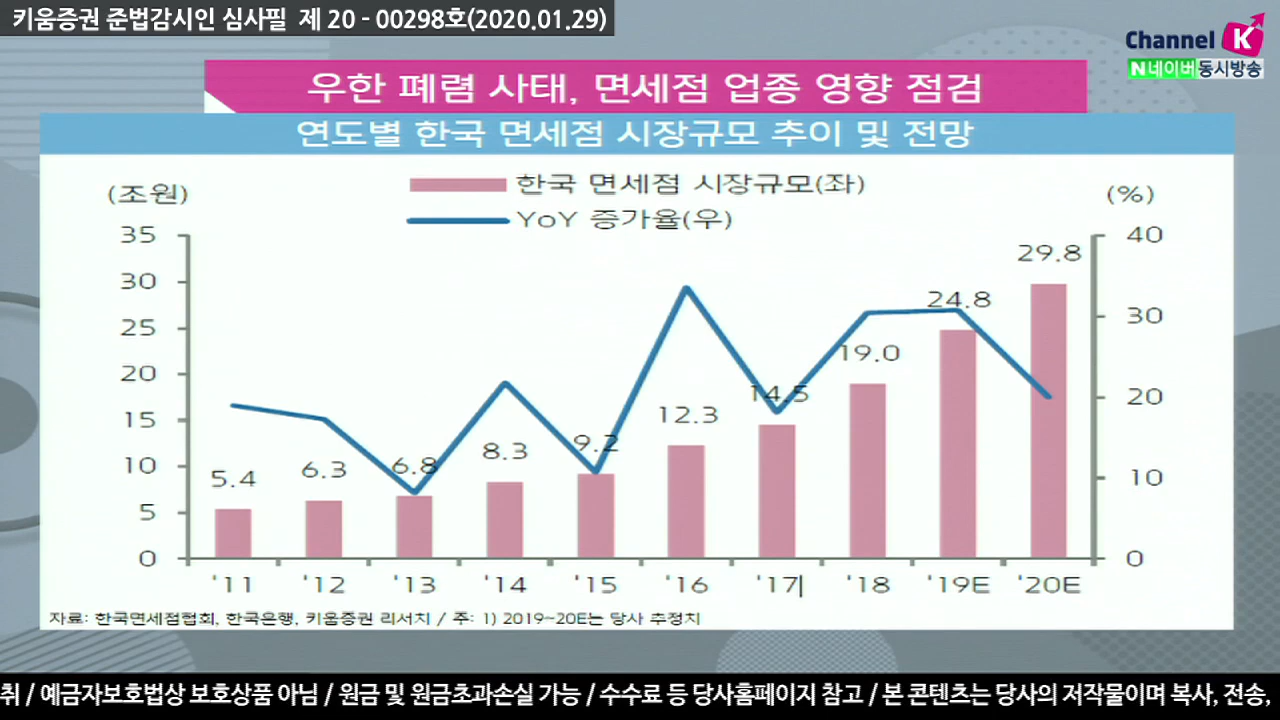 키움증권 준법감시인 심사필 제 20 - 00298호(2020.01.29)
Channel K
N네이버 동시방송
우한 폐렴 사태, 면세점 업종 영향 점검
연도별 한국 면세점 시장규모 추이 및 전망
(조원) 한국 면세점 시장규모(좌) (%)
YoY 증가율(우)
35 40
29.8
30
24.8
30
25
19.0
20
14.5 20
15
12.3
9.2
8.3
10 6.8 10
6.3
5.4
5
0 0
'11 '12 '13 '14 '15 '16 '17 '18 '19E '20E
자료: 한국면세점협회, 한국은행, 키움증권 리서치 / 주: 1) 2019~20E는 당사 추정치
취 / 예금자보호법상 보호상품 아님 / 원금 및 원금초과손실 가능 / 수수료 등 당사홈페이지 참고 / 본 콘텐츠는 당사의 저작물이며 복사, 전송,